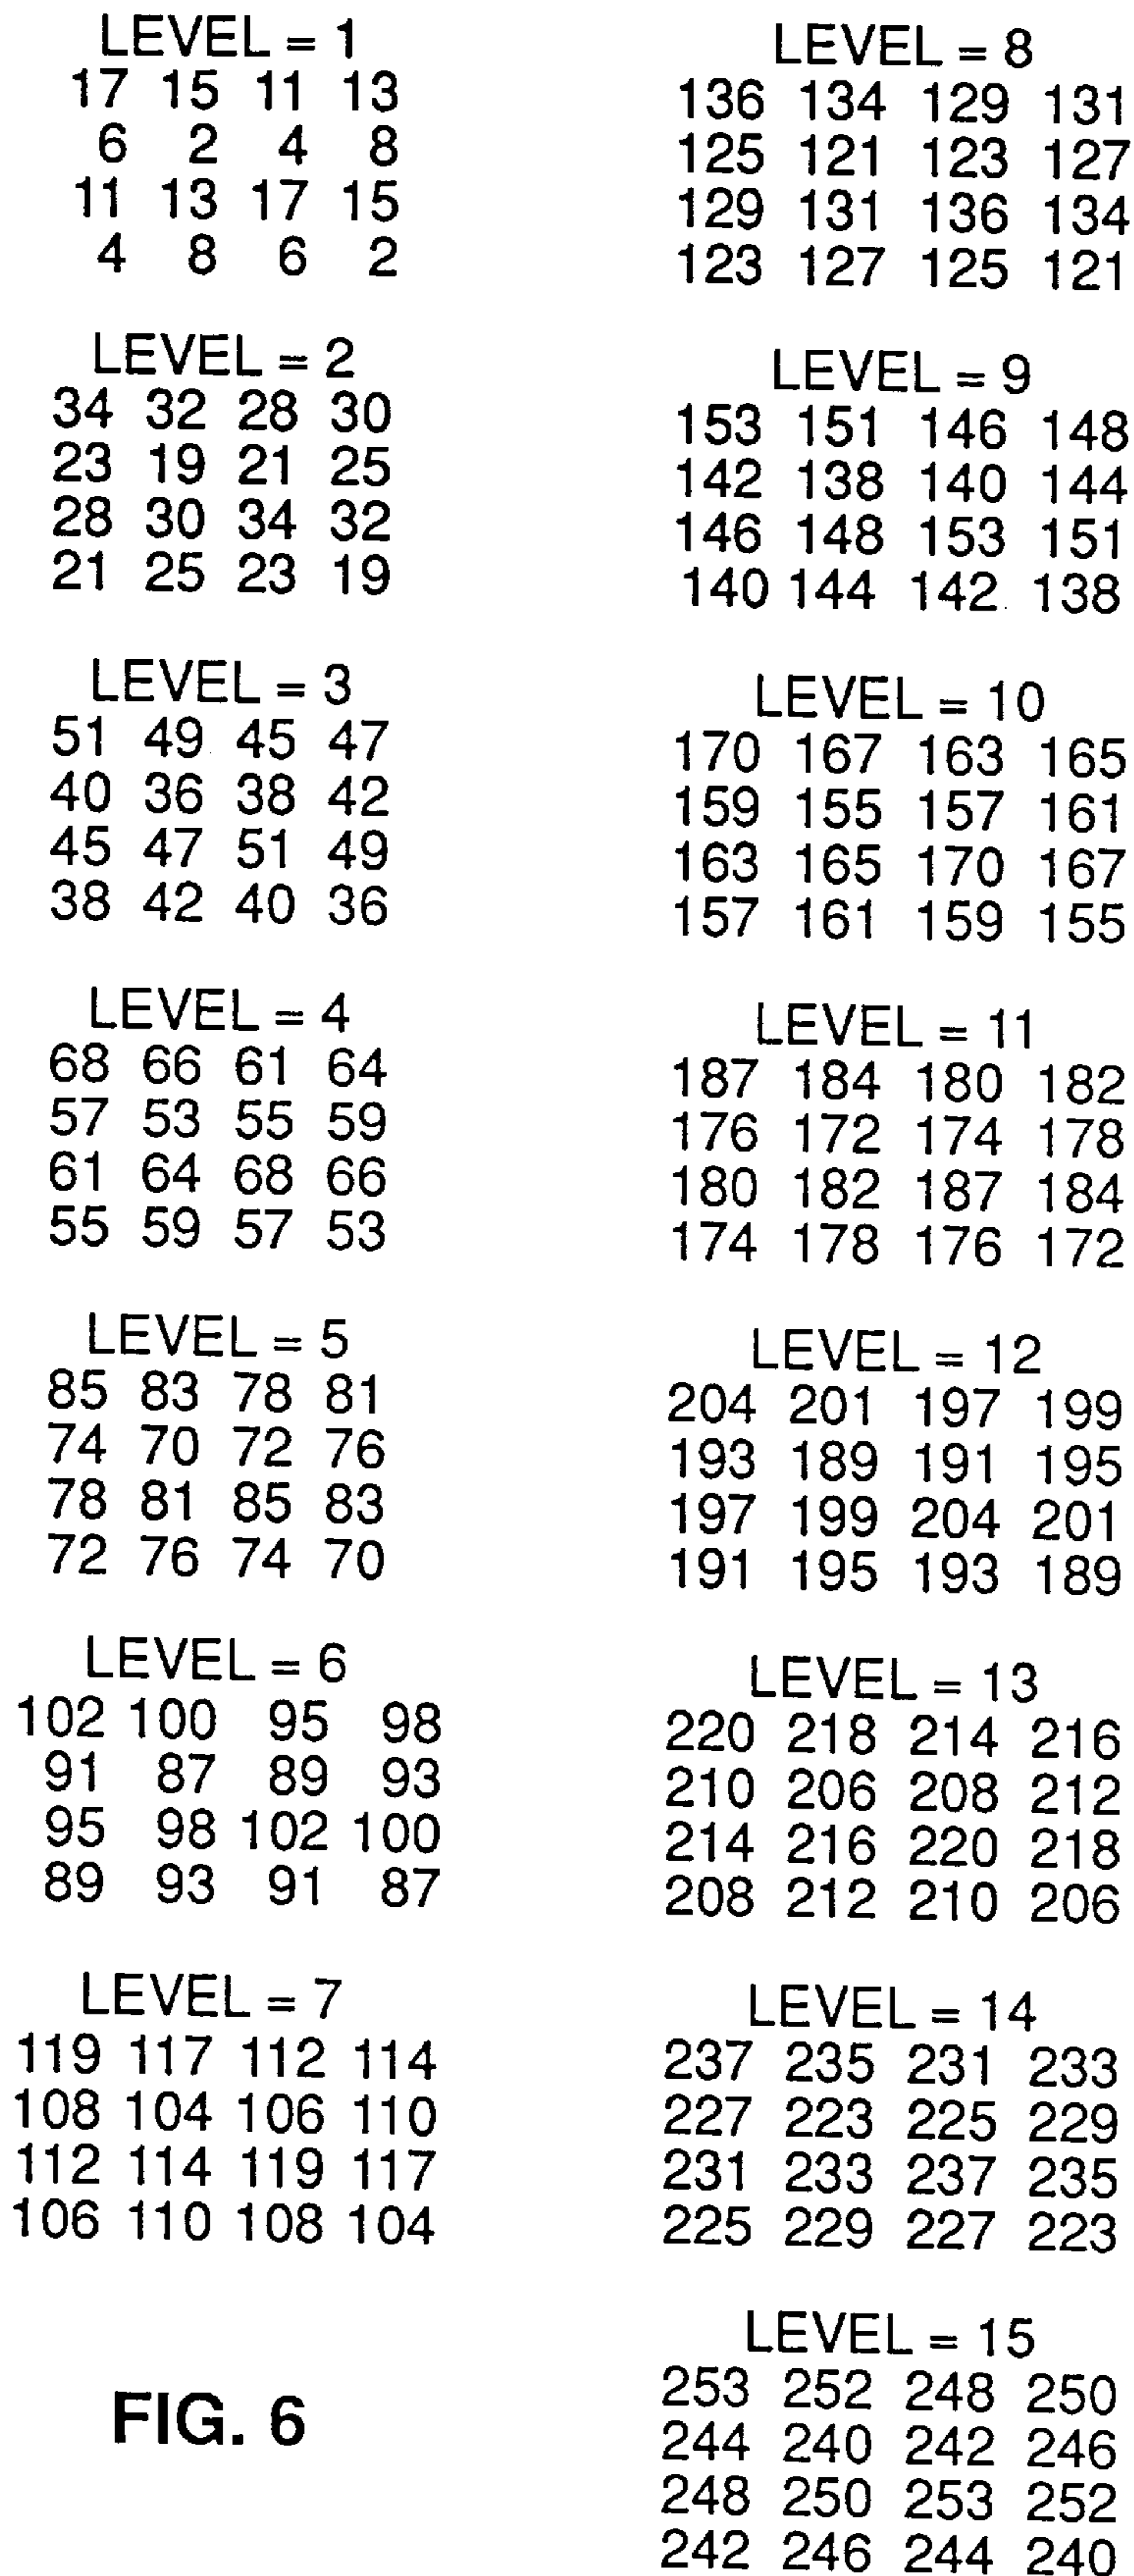 LEVEL = 1
17 15 11 13
6 2 4 8
11 13 17 15
4 8 6 2
LEVEL = 2
34 32 28 30
23 19 21 25
28 30 34 32
21 25 23 19
LEVEL = 3
51 49 45 47
40 36 38 42
45 47 51 49
38 42 40 36
LEVEL = 4
68 66 61 64
57 53 55 59
61 64 68 66
55 59 57 53
LEVEL = 5
85 83 78 81
74 70 72 76
78 81 85 83
72 76 74 70
LEVEL = 6
102 100 95 98
91 87 89 93
95 98 102 100
89 93 91 87
LEVEL = 7
119 117 112 114
108 104 106 110
112 114 119 117
106 110 108 104
LEVEL = 8
136 134 129 131
125 121 123 127
129 131 136 134
123 127 125 121
LEVEL = 9
153 151 146 148
142 138 140 144
146 148 153 151
140 144 142 138
LEVEL = 10
170 167 163 165
159 155 157 161
163 165 170 167
157 161 159 155
LEVEL = 11
187 184 180 182
176 172 174 178
180 182 187 184
174 178 176 172
LEVEL = 12
204 201 197 199
193 189 191 195
197 199 204 201
191 195 193 189
LEVEL = 13
220 218 214 216
210 206 208 212
214 216 220 218
208 212 210 206
LEVEL = 14
237 235 231 233
227 223 225 229
231 233 237 235
225 229 227 223
LEVEL = 15
253 252 248 250
244 240 242 246
248 250 253 252
242 246 244 240
FIG. 6